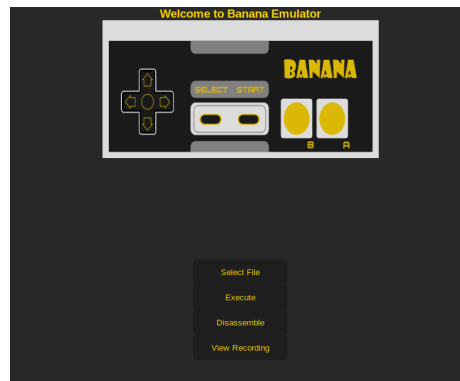 Welcome to Banana Emulator
BANANA
SELECT START
B A
Select File
Execute
Disassemble
View Recording